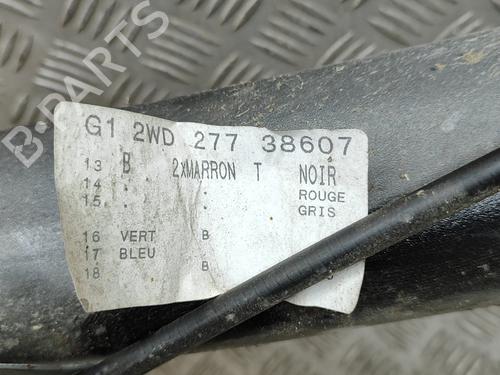 G1 2WD 277 38607
13 B . 2xMARRON T NOIR
14 . . . ROUGE
15 . . . GRIS
16 VERT B
17 BLEU
18 B
B-Parts